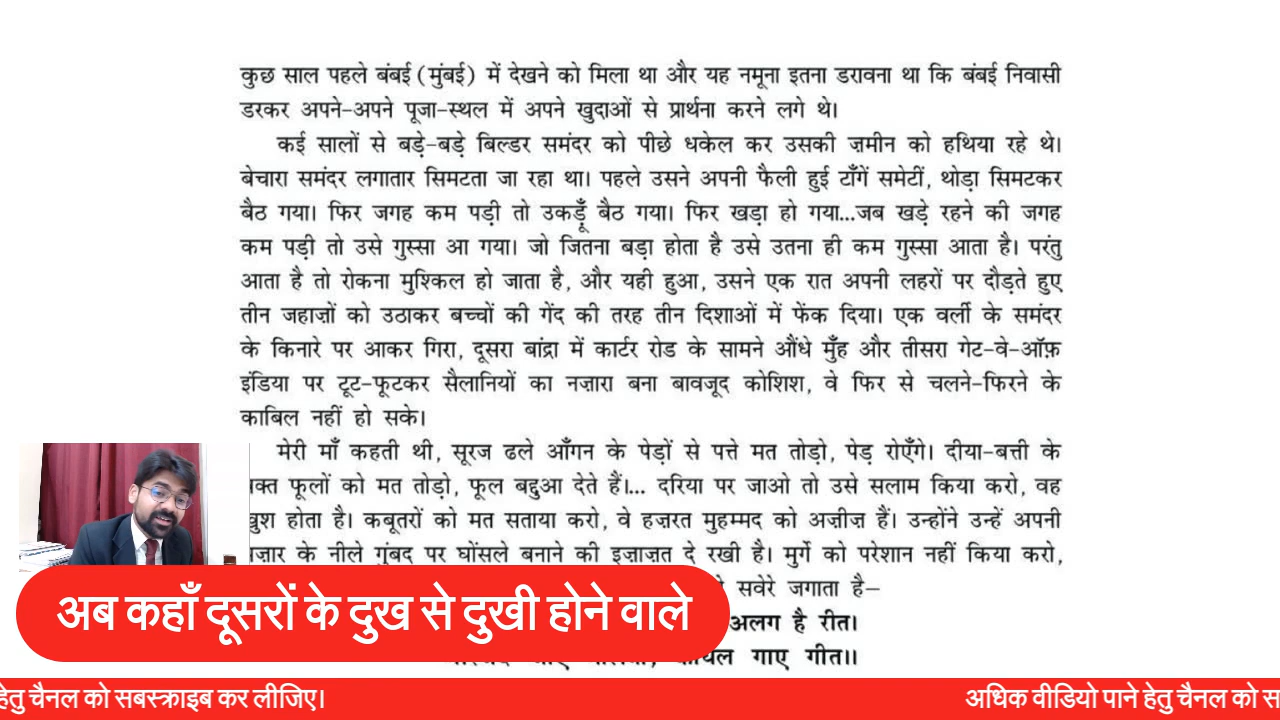 कुछ साल पहले बंबई (मुंबई) में देखने को मिला था और यह नमूना इतना डरावना था कि बंबई निवासी
डरकर अपने-अपने पूजा-स्थल में अपने खुदाओं से प्रार्थना करने लगे थे।
कई सालों से बड़े-बड़े बिल्डर समंदर को पीछे धकेल कर उसकी ज़मीन को हथिया रहे थे।
बेचारा समंदर लगातार सिमटता जा रहा था। पहले उसने अपनी फैली हुई टाँगें समेटीं, थोड़ा सिमटकर
बैठ गया। फिर जगह कम पड़ी तो उकड़ूँ बैठ गया। फिर खड़ा हो गया...जब खड़े रहने की जगह
कम पड़ी तो उसे गुस्सा आ गया। जो जितना बड़ा होता है उसे उतना ही कम गुस्सा आता है। परंतु
आता है तो रोकना मुश्किल हो जाता है, और यही हुआ, उसने एक रात अपनी लहरों पर दौड़ते हुए
तीन जहाज़ों को उठाकर बच्चों की गेंद की तरह तीन दिशाओं में फेंक दिया। एक वर्ली के समंदर
के किनारे पर आकर गिरा, दूसरा बांद्रा में कार्टर रोड के सामने औंधे मुँह और तीसरा गेट-वे-ऑफ़
इंडिया पर टूट-फूटकर सैलानियों का नज़ारा बना बावजूद कोशिश, वे फिर से चलने-फिरने के
काबिल नहीं हो सके।
मेरी माँ कहती थी, सूरज ढले आँगन के पेड़ों से पत्ते मत तोड़ो, पेड़ रोएँगे। दीया-बत्ती के
फूलों को मत तोड़ो, फूल बद्दुआ देते हैं।... दरिया पर जाओ तो उसे सलाम किया करो, वह
होता है। कबूतरों को मत सताया करो, वे हज़रत मुहम्मद को अज़ीज़ हैं। उन्होंने उन्हें अपनी
के नीले गुंबद पर घोंसले बनाने की इज़ाज़त दे रखी है। मुर्गे को परेशान नहीं किया करो,
सवेरे जगाता है–
अलग है रीत।
गाए गीत।।
अब कहाँ दूसरों के दुख से दुखी होने वाले
हेतु चैनल को सबस्क्राइब कर लीजिए। अधिक वीडियो पाने हेतु चैनल को